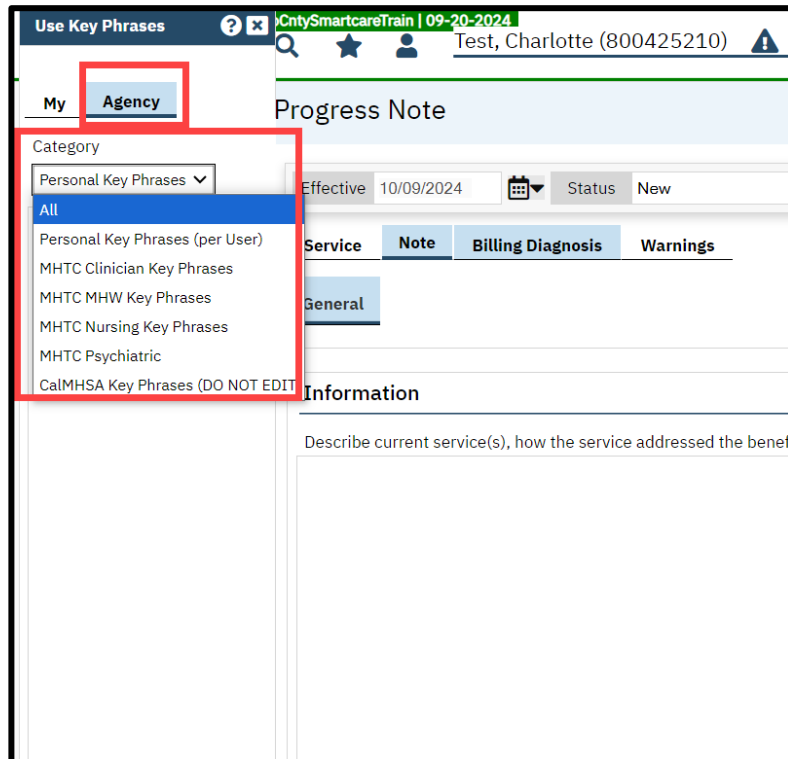 Use Key Phrases
CntySmartcareTrain | 09-20-2024
Test, Charlotte (800425210)
My
Agency
Progress Note
Category
Personal Key Phrases
Effective
10/09/2024
Status
New
All
Personal Key Phrases (per User)
MHTC Clinician Key Phrases
MHTC MHW Key Phrases
MHTC Nursing Key Phrases
MHTC Psychiatric
CalMHSA Key Phrases (DO NOT EDIT
Service
Note
Billing Diagnosis
Warnings
General
Information
Describe current service(s), how the service addressed the benef